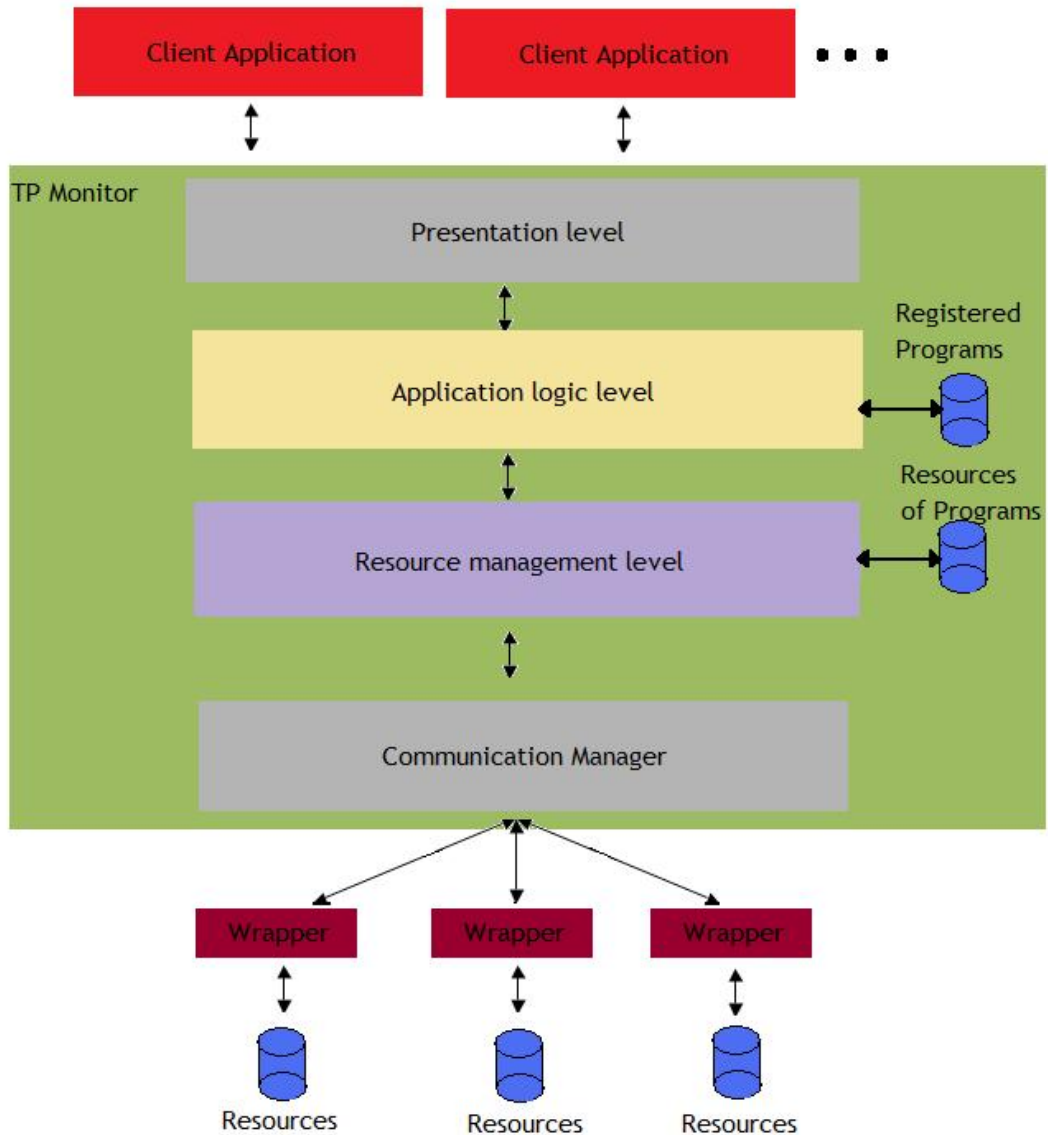 Client Application
Client Application
TP Monitor
Presentation level
Registered
Programs
Application logic level
Resources
of Programs
Resource management level
Communication Manager
Wrapper
Wrapper
Wrapper
Resources
Resources
Resources